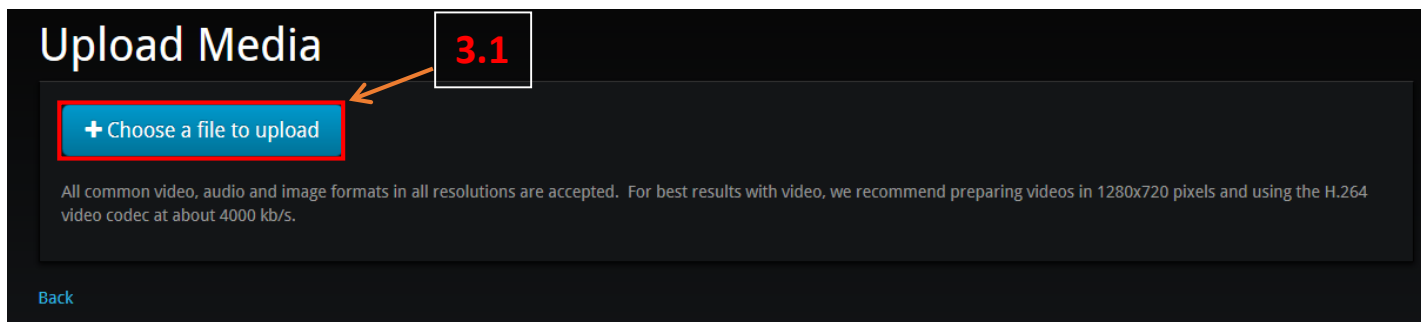 Upload Media
3.1
+ Choose a file to upload
All common video, audio and image formats in all resolutions are accepted.  For best results with video, we recommend preparing videos in 1280x720 pixels and using the H.264
video codec at about 4000 kb/s.
Back